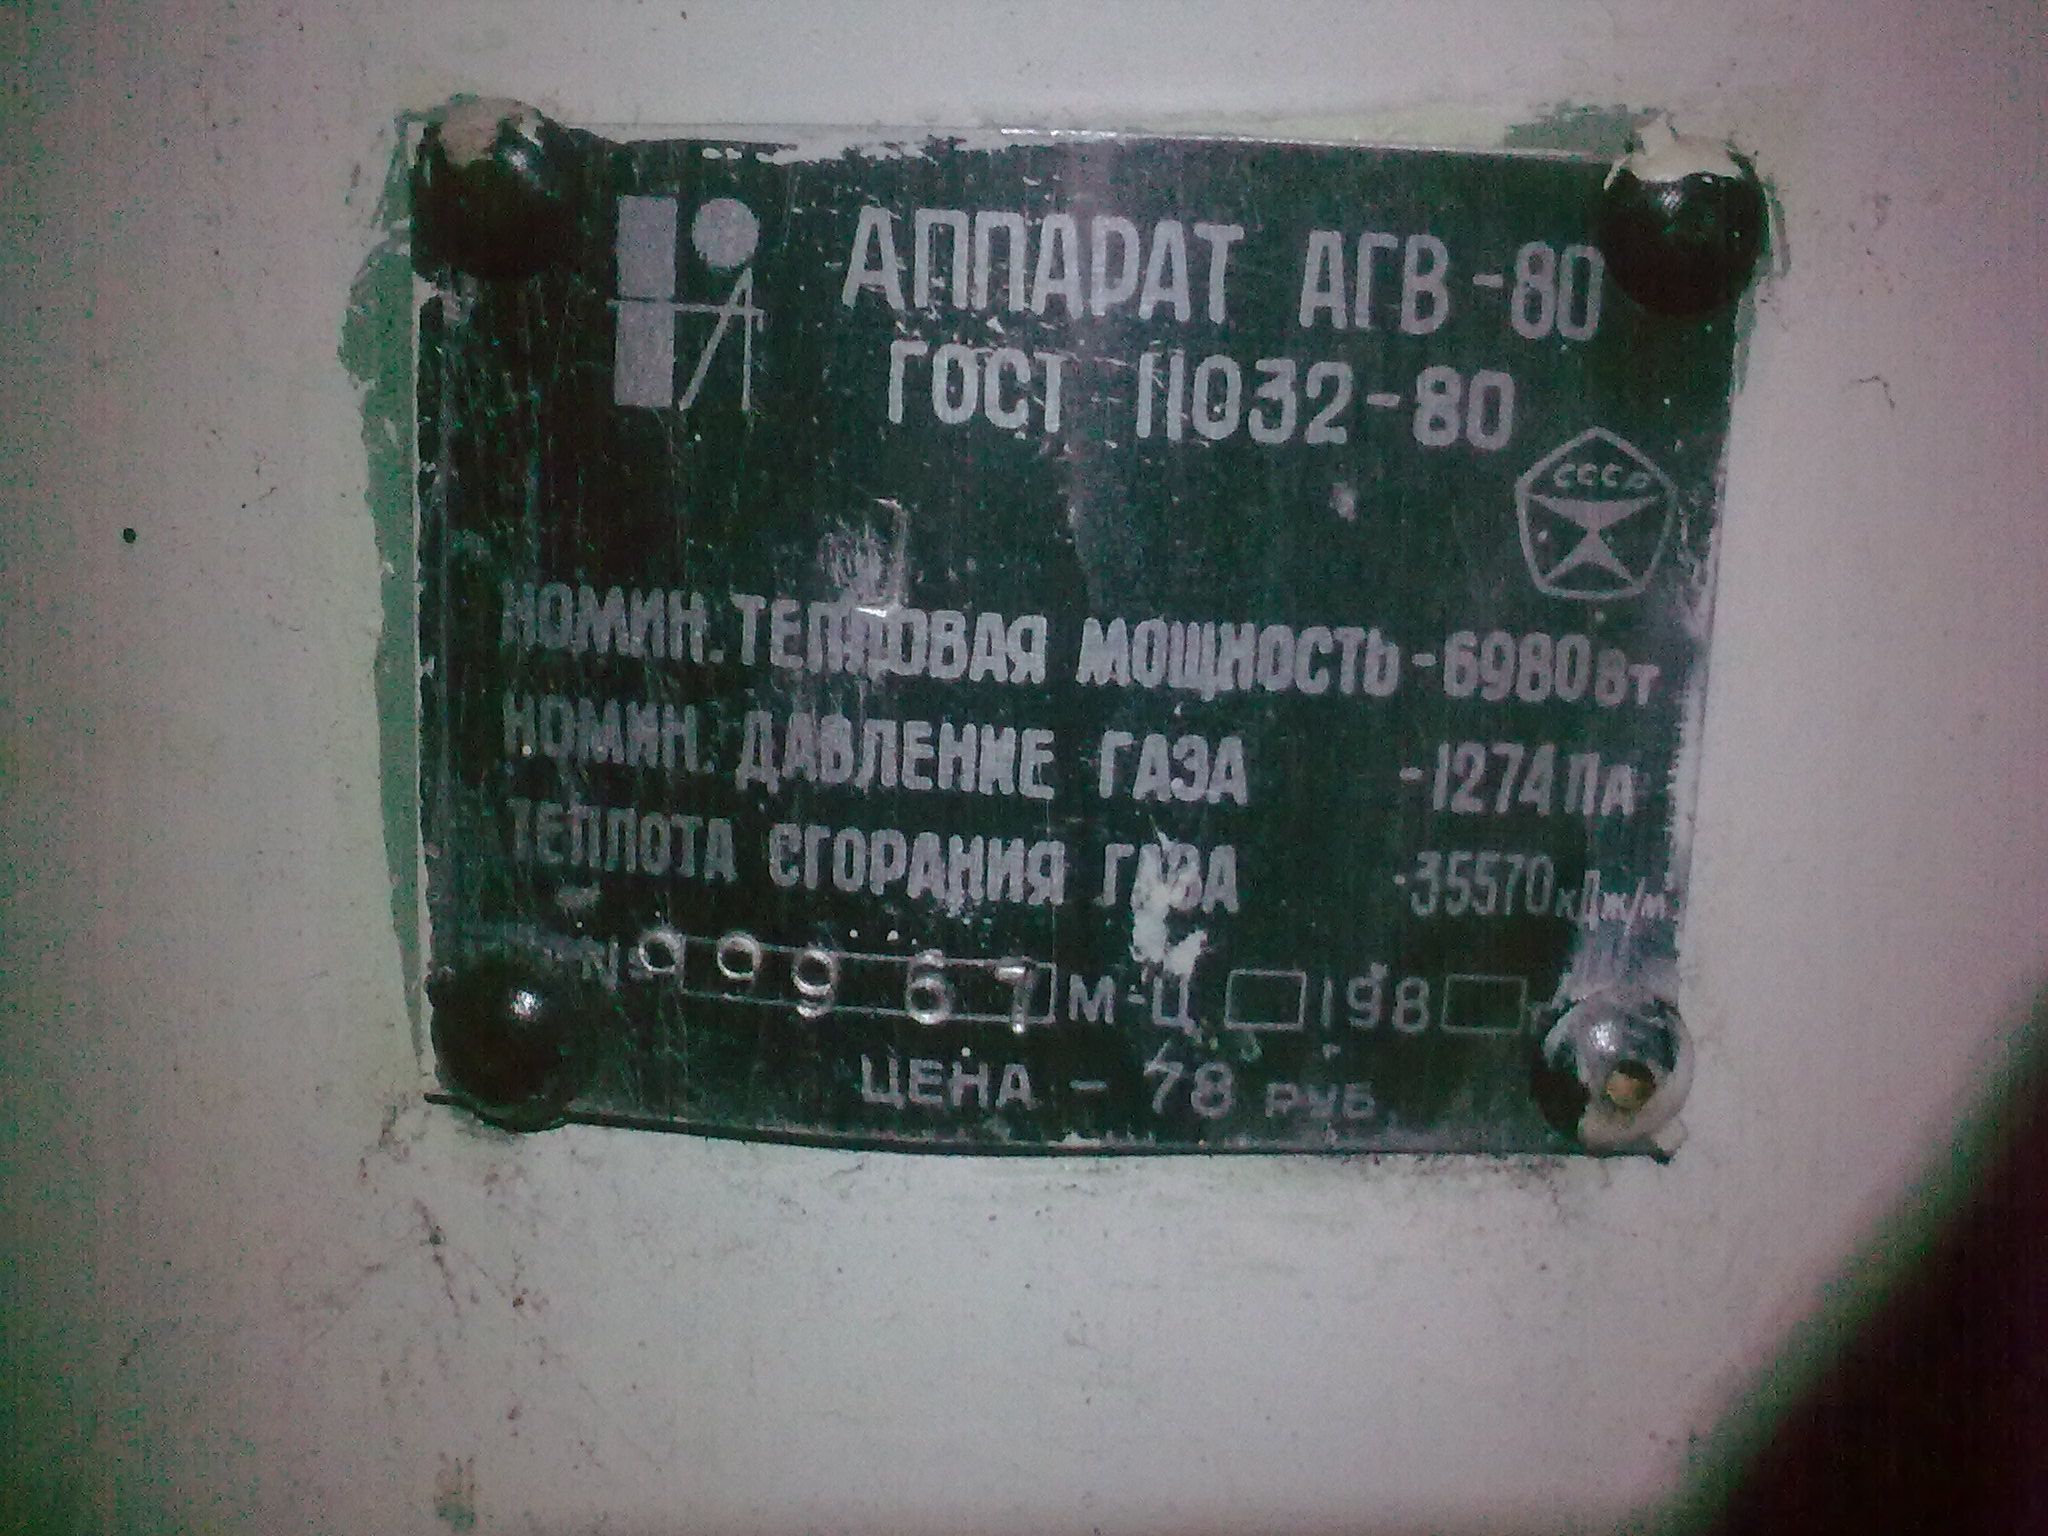 АППАРАТ АГВ-80
ГОСТ 11032-80
СССР
НОМИН. ТЕПЛОВАЯ МОЩНОСТЬ -6980 Вт
НОМИН. ДАВЛЕНИЕ ГАЗА -1274 ПА
ТЕПЛОТА СГОРАНИЯ ГАЗА -35570 кДж/м
99967 М-Ц 198 г
ЦЕНА - 78 РУБ.